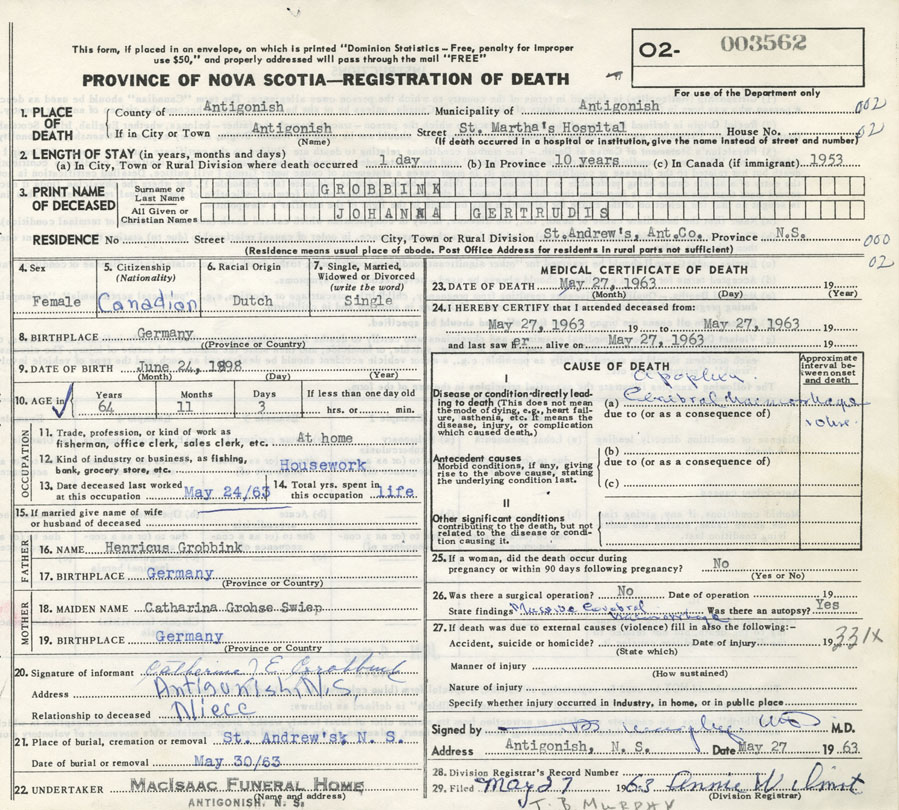 This form, if placed in an envelope, on which is printed "Dominion Statistics – Free, penalty for improper
use $50," and properly addressed will pass through the mail "FREE"
O2- 003562
PROVINCE OF NOVA SCOTIA—REGISTRATION OF DEATH
For use of the Department only
1. PLACE OF DEATH
County of Antigonish Municipality of Antigonish 002
If in City or Town Antigonish Street St. Martha's Hospital House No. 02
(Name) (If death occurred in a hospital or institution, give the name instead of street and number)
2. LENGTH OF STAY (in years, months and days)
(a) In City, Town or Rural Division where death occurred 1 day (b) In Province 10 years (c) In Canada (if immigrant) 1953
3. PRINT NAME OF DECEASED
Surname or Last Name GROBBINK
All Given or Christian Names JOHANNA GERTRUDIS
RESIDENCE No Street City, Town or Rural Division St.Andrew's, Ant.Co. Province N.S. 000
(Residence means usual place of abode. Post Office Address for residents in rural parts not sufficient) 02
4. Sex
Female
5. Citizenship
(Nationality)
Canadian
6. Racial Origin
Dutch
7. Single, Married,
Widowed or Divorced
(write the word)
Single
8. BIRTHPLACE Germany
(Province or Country)
9. DATE OF BIRTH June 24, 1898
(Month) (Day) (Year)
10. AGE in
Years Months Days If less than one day old
64 11 3 hrs. or min.
OCCUPATION
11. Trade, profession, or kind of work as
fisherman, office clerk, sales clerk, etc. At home
12. Kind of industry or business, as fishing,
bank, grocery store, etc. Housework
13. Date deceased last worked
at this occupation May 24/63
14. Total yrs. spent in
this occupation life
15. If married give name of wife
or husband of deceased
FATHER
16. NAME Henricus Grobbink
17. BIRTHPLACE Germany
(Province or Country)
MOTHER
18. MAIDEN NAME Catharina Grohse Swiep
19. BIRTHPLACE Germany
(Province or Country)
20. Signature of informant Grobbink
Address Antigonish, N.S.
Relationship to deceased Niece
21. Place of burial, cremation or removal St. Andrew's, N. S.
Date of burial or removal May 30/63
22. UNDERTAKER MacIsaac Funeral Home
(Name and address)
ANTIGONISH. N. S.
MEDICAL CERTIFICATE OF DEATH
23. DATE OF DEATH May 27, 1963 19
(Month) (Day) (Year)
24. I HEREBY CERTIFY that I attended deceased from:
May 27, 1963 19 to May 27, 1963 19
and last saw h er alive on May 27, 1963 19
CAUSE OF DEATH
Approximate
interval be-
tween onset
and death
I
Disease or condition directly lead-
ing to death (This does not mean
the mode of dying, e.g., heart fail-
ure, asthenia, etc. It means the
disease, injury, or complication
which caused death.)
apoplexy
(a) Cerebral Haemorrhage
due to (or as a consequence of)
Antecedent causes
Morbid conditions, if any, giving
rise to the above cause, stating
the underlying condition last.
(b)
due to (or as a consequence of)
(c)
II
Other significant conditions
contributing to the death, but not
related to the disease or condi-
tion causing it.
25. If a woman, did the death occur during
pregnancy or within 90 days following pregnancy? No
(Yes or No)
26. Was there a surgical operation? No Date of operation 19
State findings Massive Cerebral Haemorrhage Was there an autopsy? Yes
27. If death was due to external causes (violence) fill in also the following:-
Accident, suicide or homicide? Date of injury 19 331X
(State which)
Manner of injury
(How sustained)
Nature of injury
Specify whether injury occurred in industry, in home, or in public place
Signed by M.D.
Address Antigonish, N. S. Date May 27 19 63
28. Division Registrar's Record Number
29. Filed May 27 1963
(Division Registrar)
J. B. MURPHY